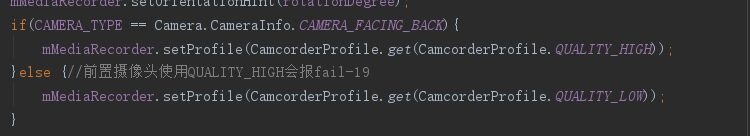 mMediaRecorder.setOrientationHint(rotationDegree);
if(CAMERA_TYPE == Camera.CameraInfo.CAMERA_FACING_BACK){
mMediaRecorder.setProfile(CamcorderProfile.get(CamcorderProfile.QUALITY_HIGH));
}else {//前置摄像头使用QUALITY_HIGH会报fail-19
mMediaRecorder.setProfile(CamcorderProfile.get(CamcorderProfile.QUALITY_LOW));
}